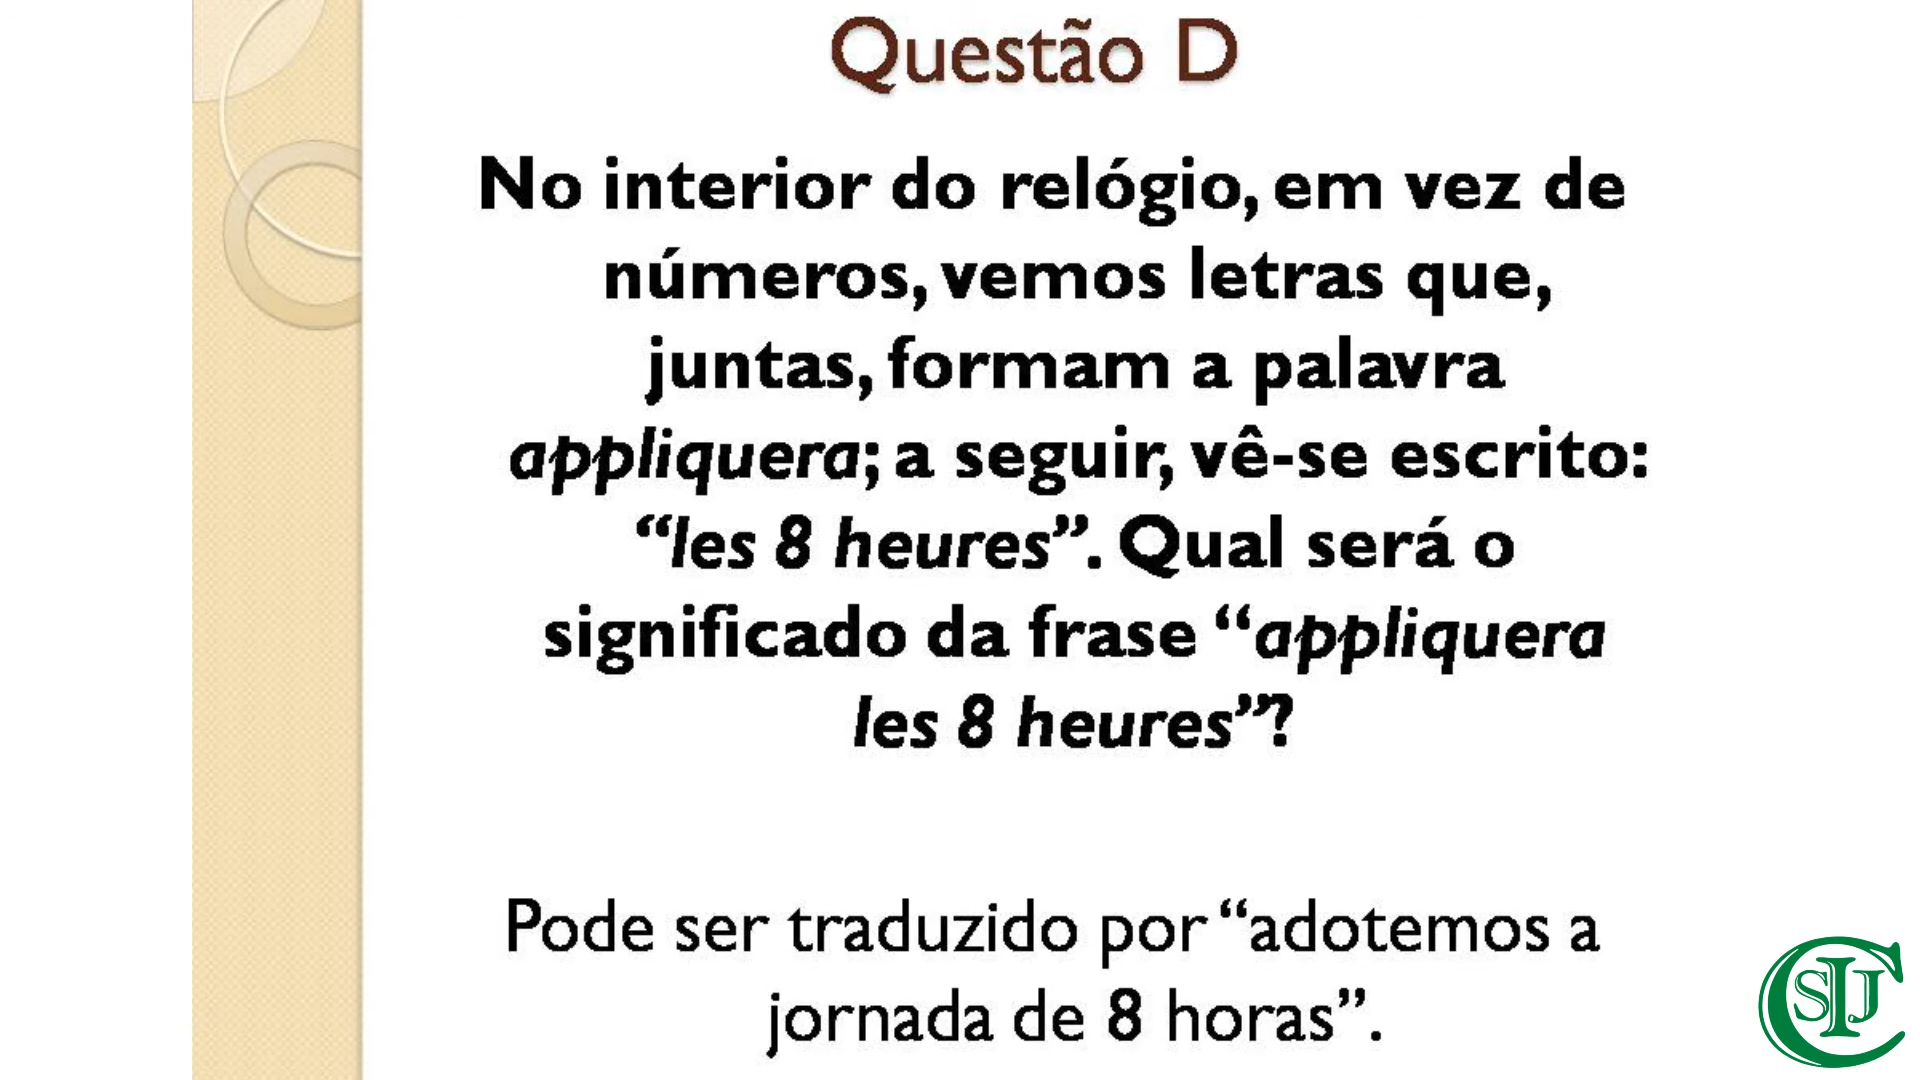 Questão D
No interior do relógio, em vez de
números, vemos letras que,
juntas, formam a palavra
appliquera; a seguir, vê-se escrito:
“les 8 heures”. Qual será o
significado da frase “appliquera
les 8 heures”?
Pode ser traduzido por “adotemos a
jornada de 8 horas”.
CSIJ